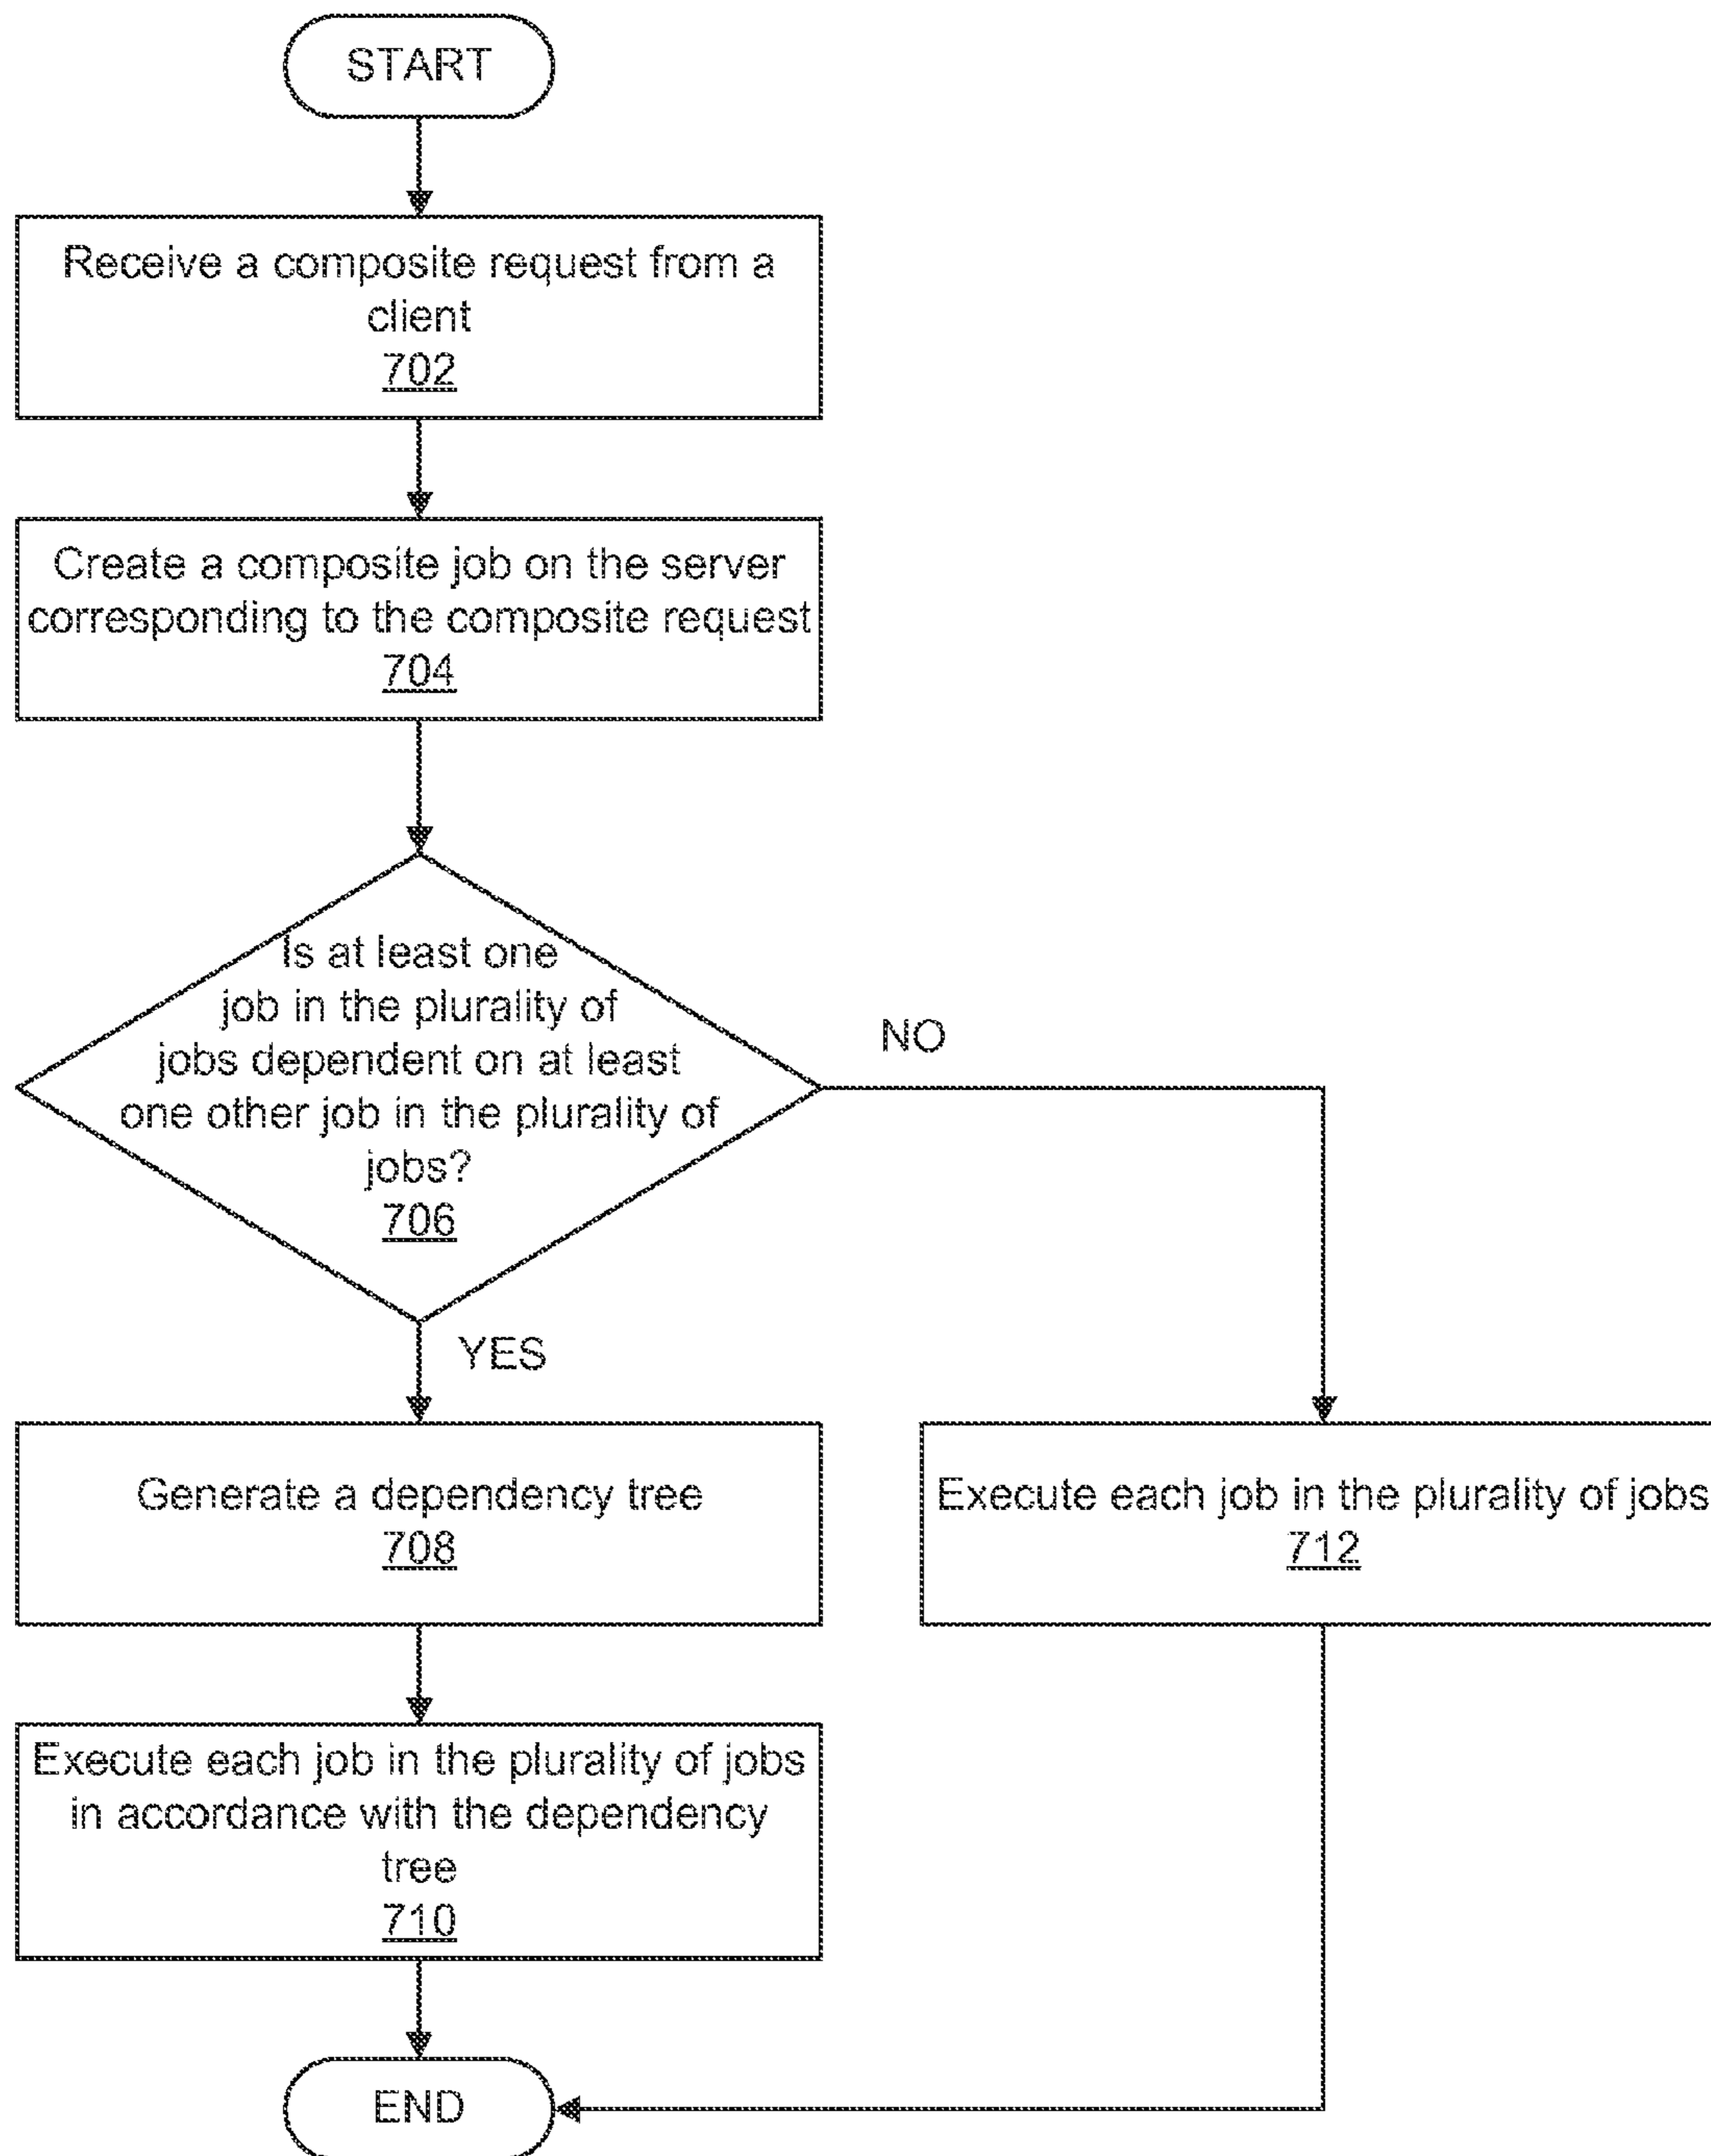 START
Receive a composite request from a
client
702
Create a composite job on the server
corresponding to the composite request
704
Is at least one
job in the plurality of
jobs dependent on at least
one other job in the plurality of
jobs?
706
NO
YES
Generate a dependency tree
708
Execute each job in the plurality of jobs
712
Execute each job in the plurality of jobs
in accordance with the dependency
tree
710
END